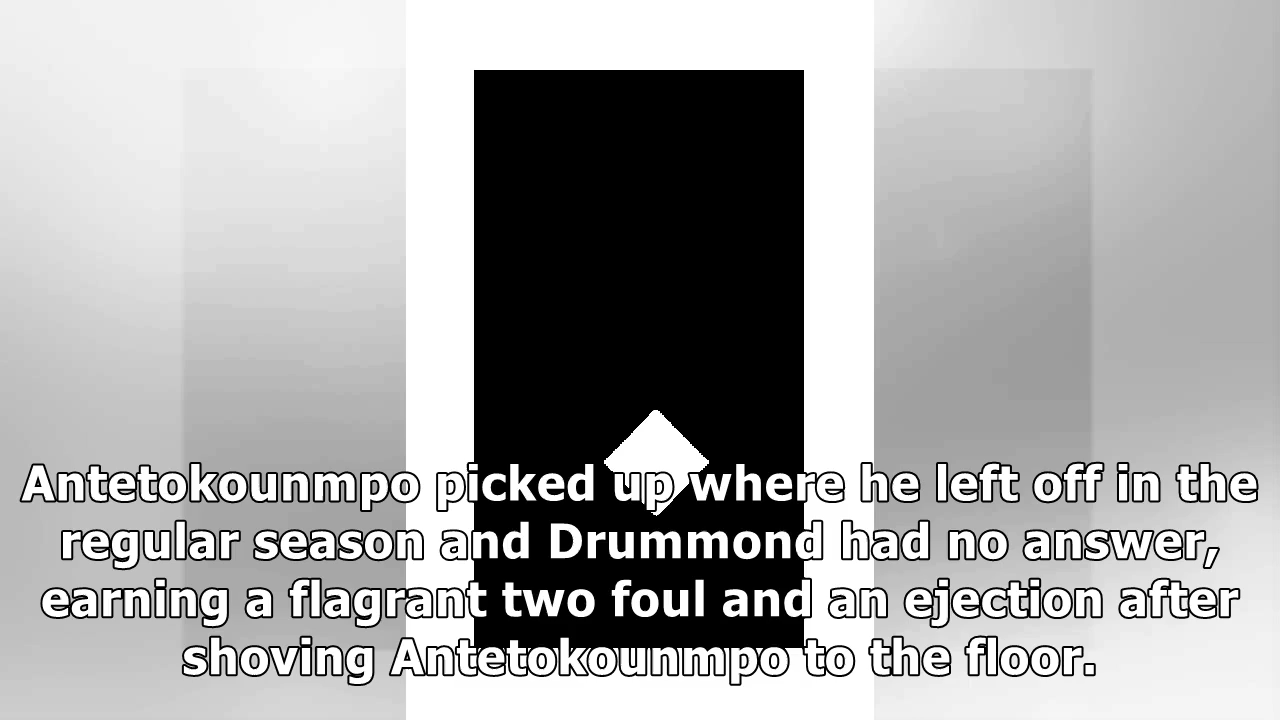 Antetokounmpo picked up where he left off in the
regular season and Drummond had no answer,
earning a flagrant two foul and an ejection after
shoving Antetokounmpo to the floor.